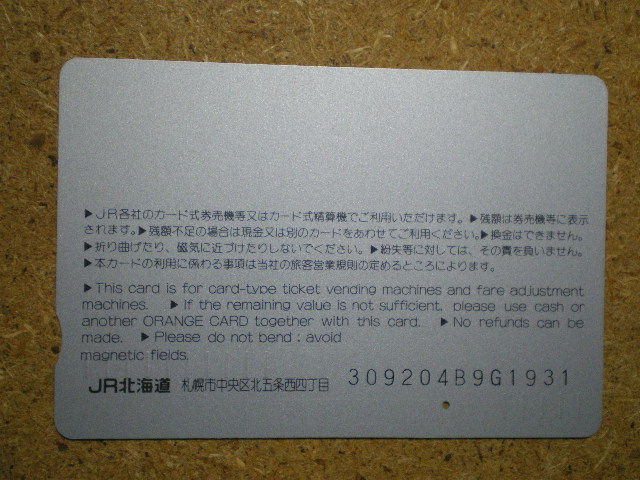 ▶JR各社のカード式券売機等又はカード式精算機でご利用いただけます。▶残額は券売機等に表示
されます。▶残額不足の場合は現金又は別のカードをあわせてご利用ください。▶換金はできません。
▶折り曲げたり、磁気に近づけたりしないでください。▶紛失等に対しては、その責を負いません。
▶本カードの利用に係わる事項は当社の旅客営業規則の定めるところによります。
▶This card is for card-type ticket vending machines and fare adjustment
machines. ▶If the remaining value is not sufficient, please use cash or
another ORANGE CARD together with this card. ▶No refunds can be
made. ▶Please do not bend; avoid
magnetic fields.
JR北海道 札幌市中央区北五条西四丁目 309204B9G1931